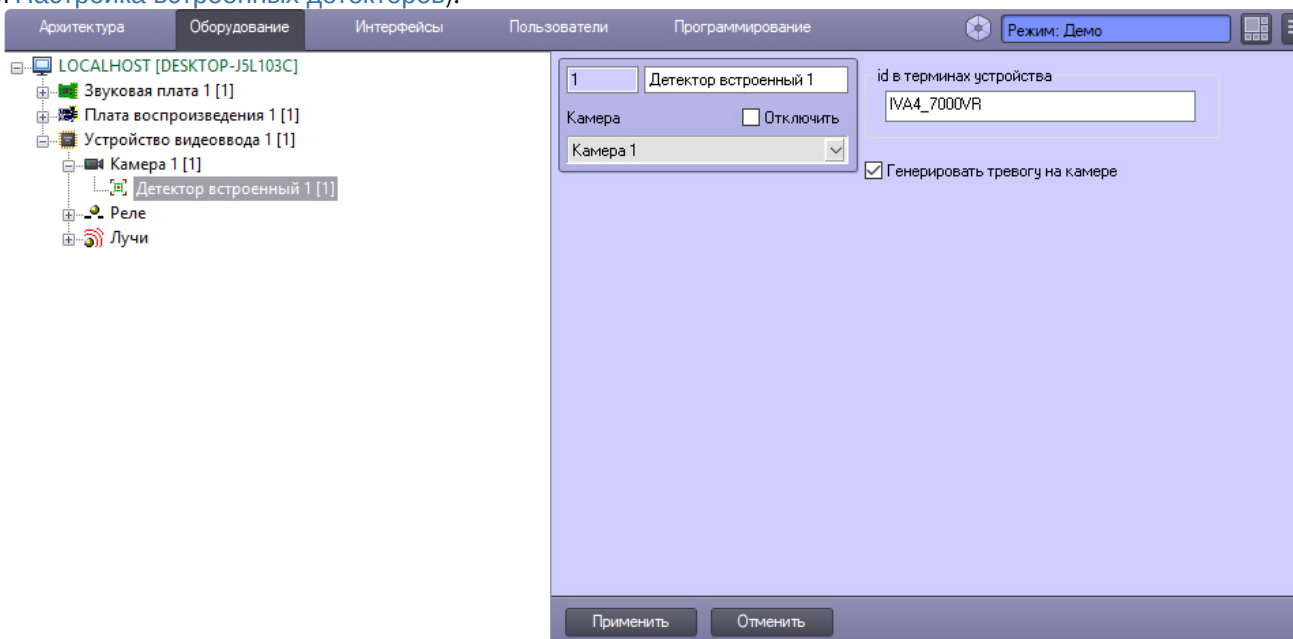 Настройка встроенных детекторов).
Архитектура Оборудование Интерфейсы Пользователи Программирование Режим: Демо
LOCALHOST [DESKTOP-J5L103C]
Звуковая плата 1 [1]
Плата воспроизведения 1 [1]
Устройство видеоввода 1 [1]
Камера 1 [1]
Детектор встроенный 1 [1]
Реле
Лучи
1 Детектор встроенный 1
Камера Отключить
Камера 1
id в терминах устройства
IVA4_7000VR
Генерировать тревогу на камере
Применить Отменить